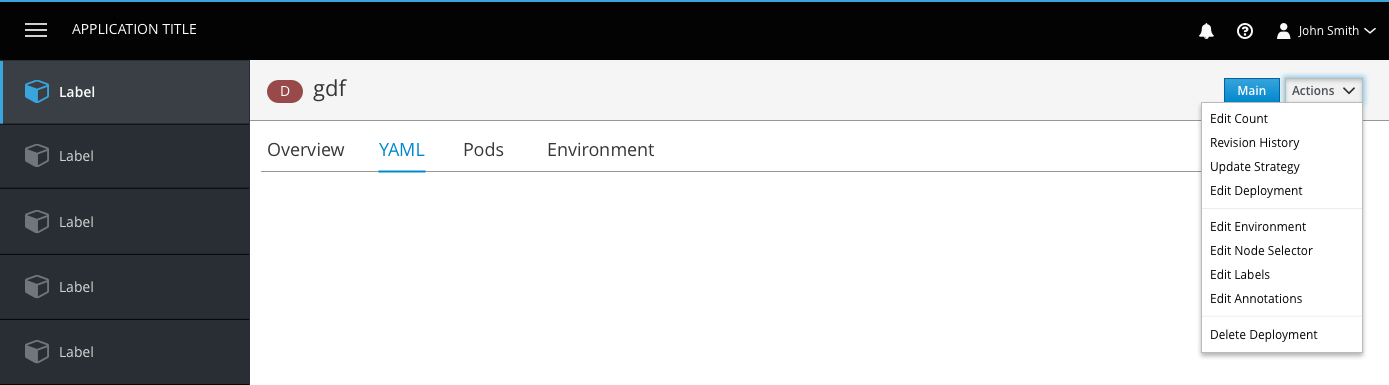 APPLICATION TITLE
John Smith
Label
Label
Label
Label
Label
D gdf
Main Actions
Overview YAML Pods Environment
Edit Count
Revision History
Update Strategy
Edit Deployment
Edit Environment
Edit Node Selector
Edit Labels
Edit Annotations
Delete Deployment